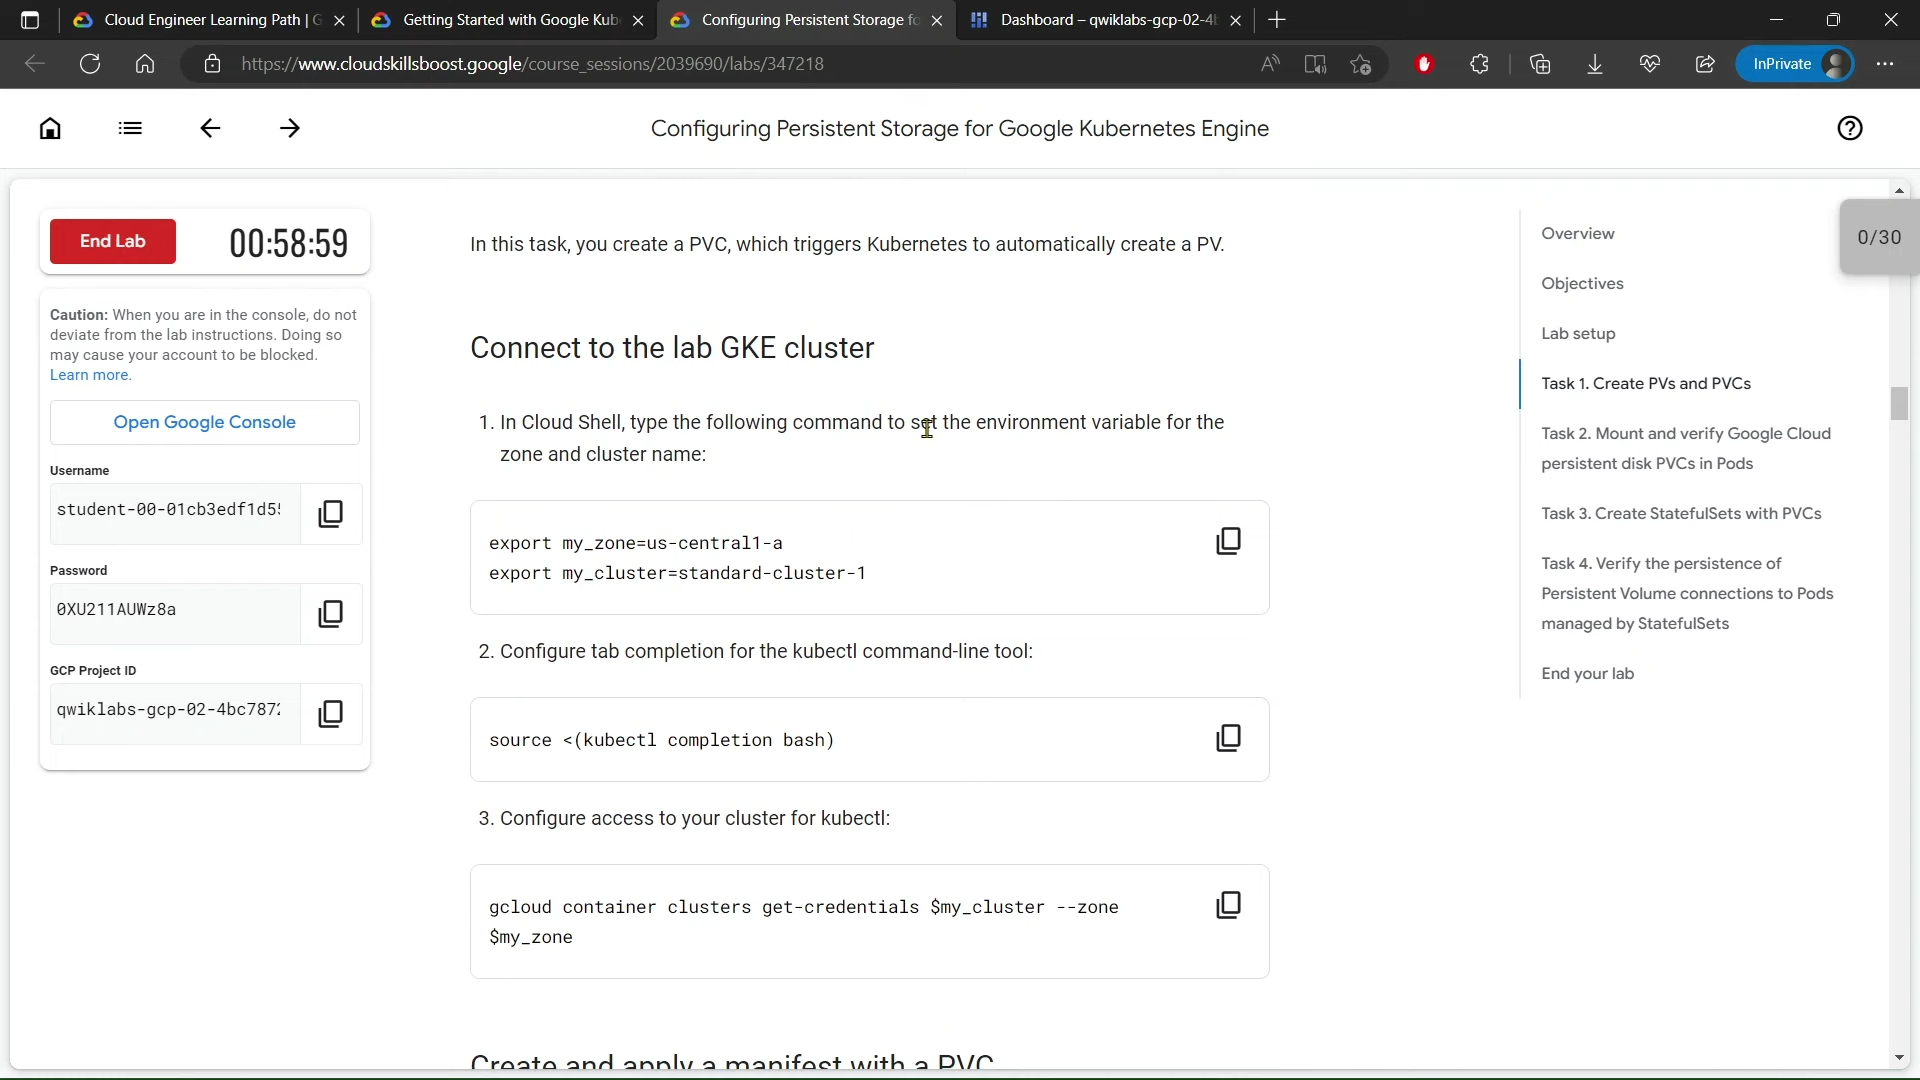 Cloud Engineer Learning Path | G
Getting Started with Google Kub
Configuring Persistent Storage fo
Dashboard – qwiklabs-gcp-02-4b
https://www.cloudskillsboost.google/course_sessions/2039690/labs/347218
InPrivate
Configuring Persistent Storage for Google Kubernetes Engine
End Lab
00:58:59
Caution: When you are in the console, do not
deviate from the lab instructions. Doing so
may cause your account to be blocked.
Learn more.
Open Google Console
Username
student-00-01cb3edf1d5
Password
0XU211AUWz8a
GCP Project ID
qwiklabs-gcp-02-4bc787
In this task, you create a PVC, which triggers Kubernetes to automatically create a PV.
Connect to the lab GKE cluster
1. In Cloud Shell, type the following command to set the environment variable for the
zone and cluster name:
export my_zone=us-central1-a
export my_cluster=standard-cluster-1
2. Configure tab completion for the kubectl command-line tool:
source <(kubectl completion bash)
3. Configure access to your cluster for kubectl:
gcloud container clusters get-credentials $my_cluster --zone
$my_zone
Create and apply a manifest with a PVC
Overview
Objectives
Lab setup
Task 1. Create PVs and PVCs
Task 2. Mount and verify Google Cloud
persistent disk PVCs in Pods
Task 3. Create StatefulSets with PVCs
Task 4. Verify the persistence of
Persistent Volume connections to Pods
managed by StatefulSets
End your lab
0/30